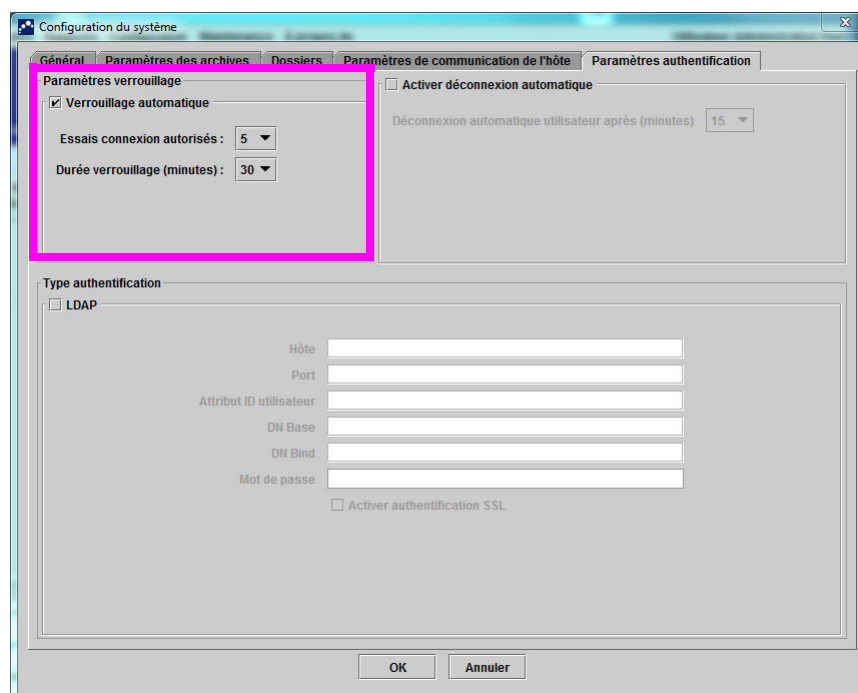 Configuration du système
Général Paramètres des archives Dossiers Paramètres de communication de l'hôte Paramètres authentification
Paramètres verrouillage
Verrouillage automatique
Essais connexion autorisés : 5
Durée verrouillage (minutes) : 30
Activer déconnexion automatique
Déconnexion automatique utilisateur après (minutes) 15
Type authentification
LDAP
Hôte
Port
Attribut ID utilisateur
DN Base
DN Bind
Mot de passe
Activer authentification SSL
OK Annuler